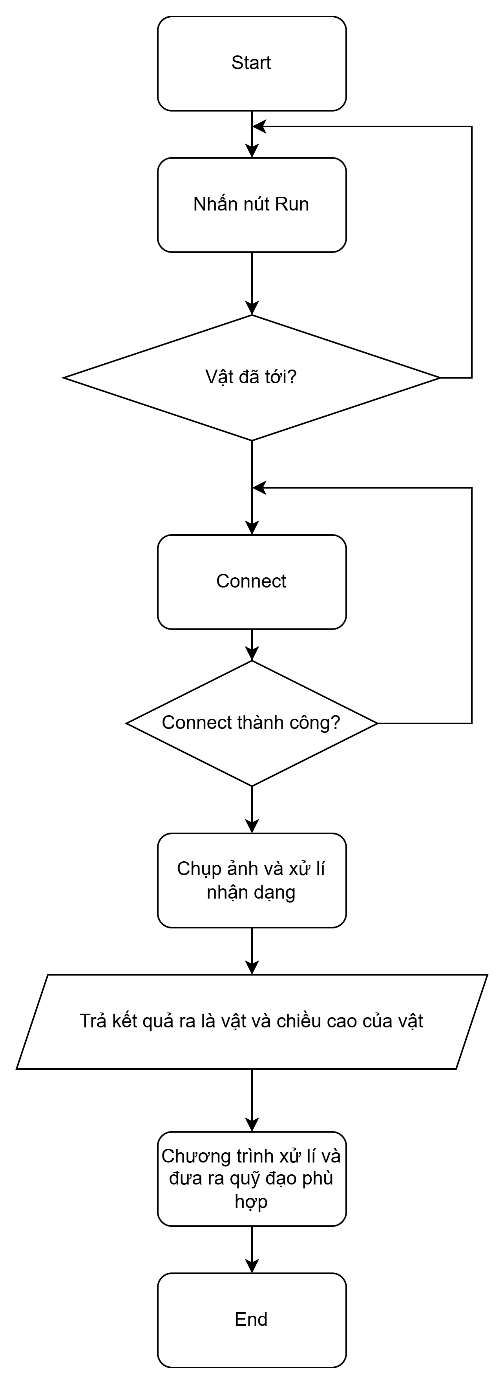 Start
Nhấn nút Run
Vật đã tới?
Connect
Connect thành công?
Chụp ảnh và xử lí
nhận dạng
Trả kết quả ra là vật và chiều cao của vật
Chương trình xử lí và
đưa ra quỹ đạo phù
hợp
End